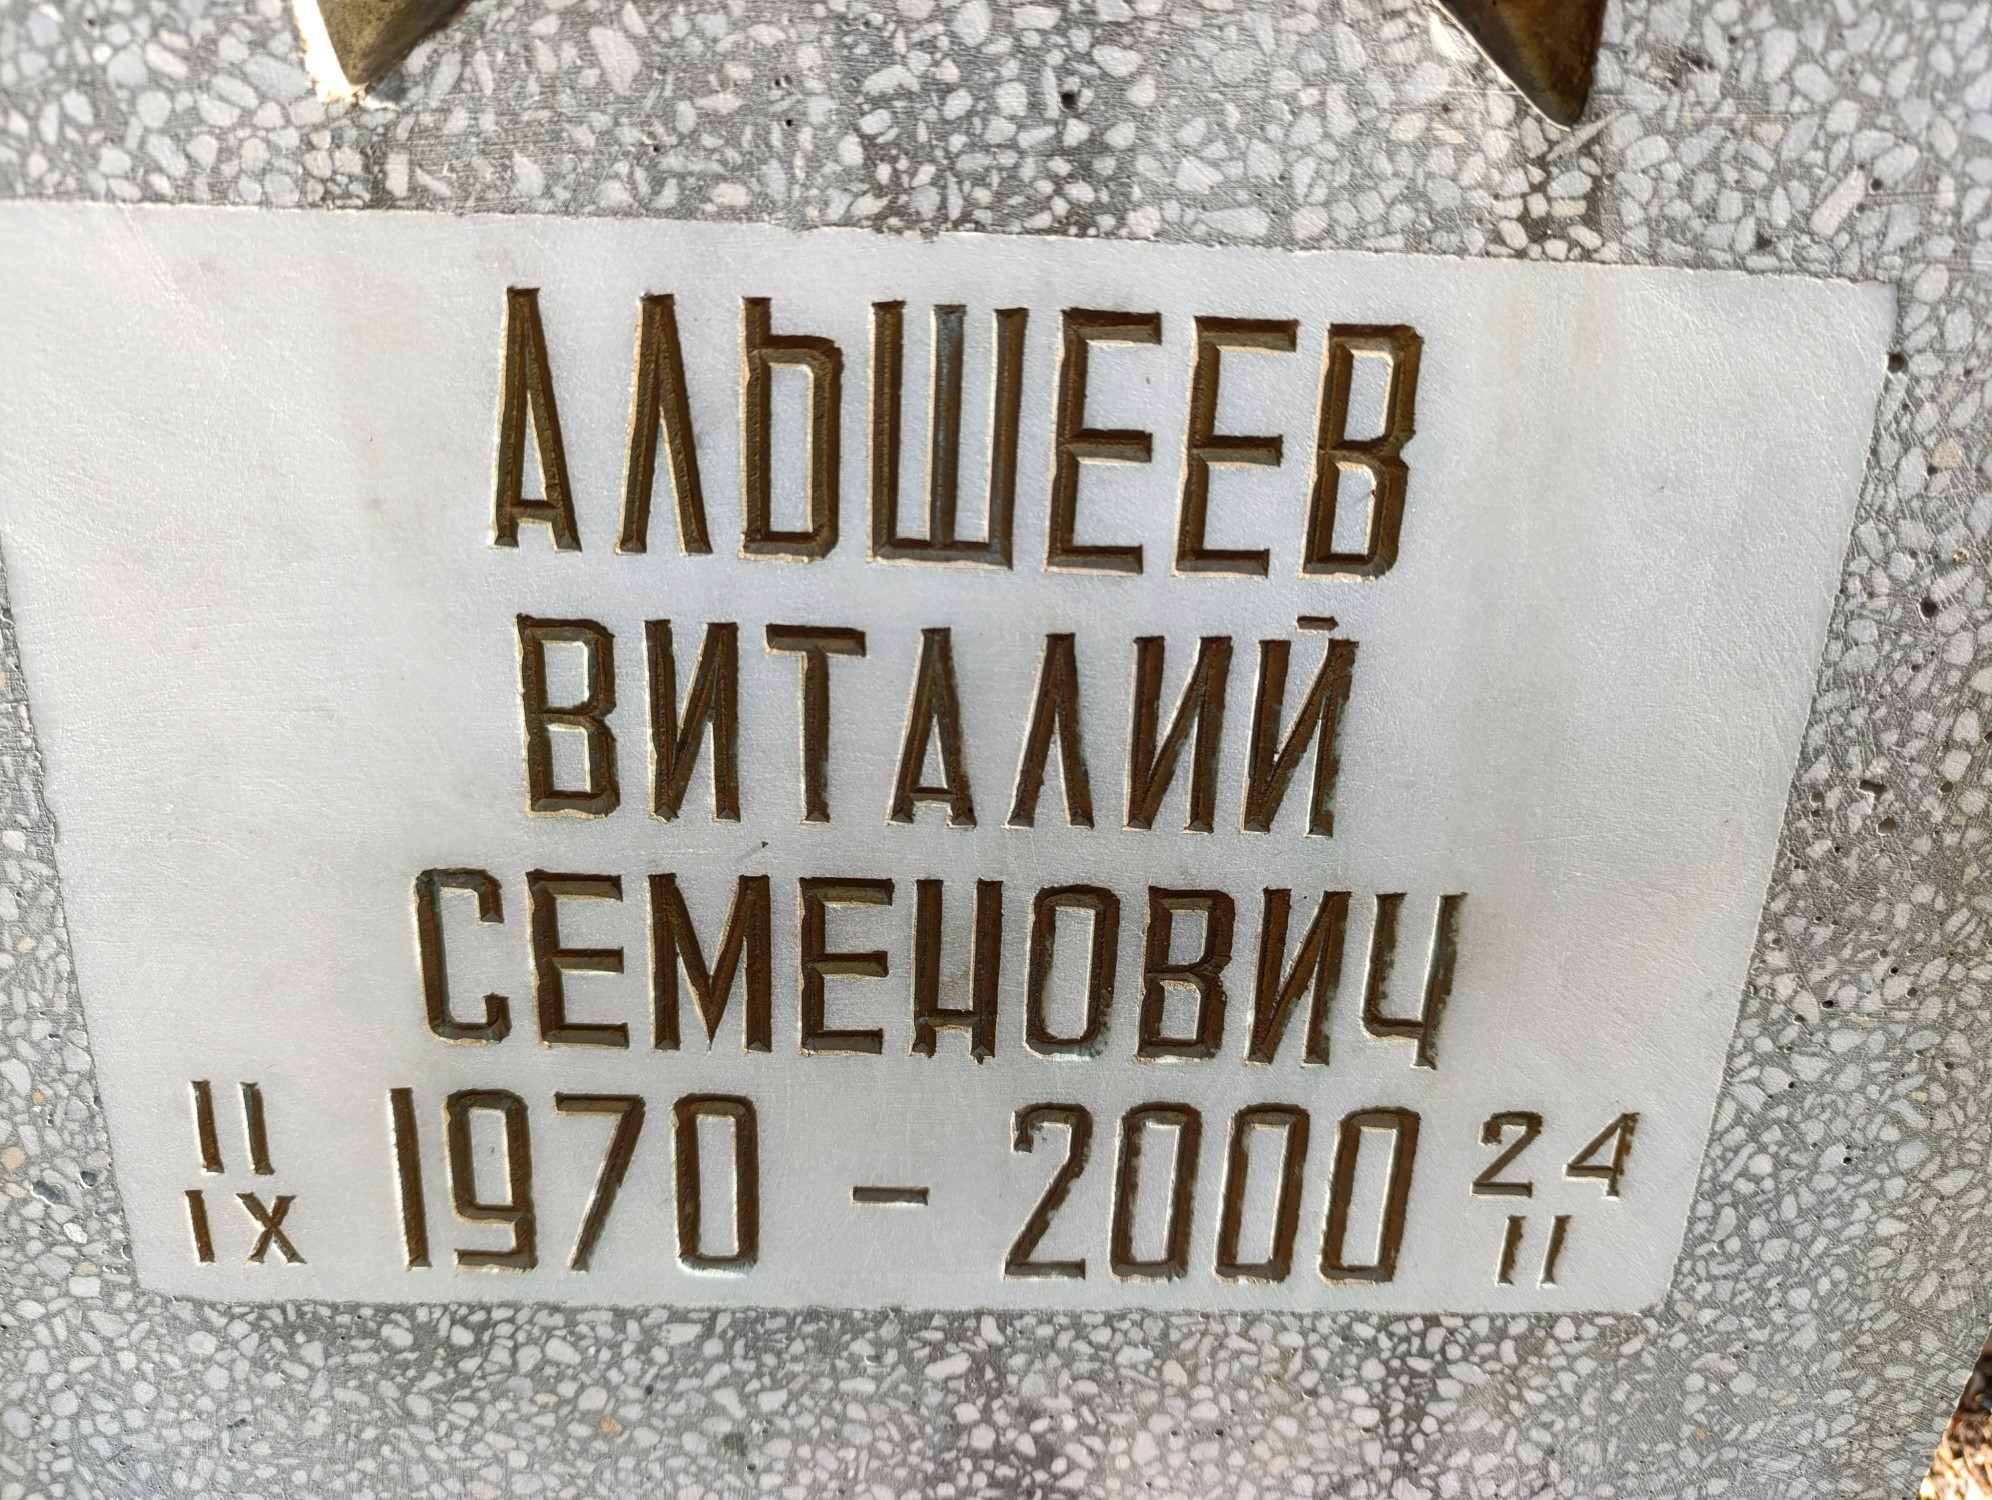 АЛЬШЕЕВ
ВИТАЛИЙ
СЕМЕНОВИЧ
11 IX 1970 - 2000 24 II